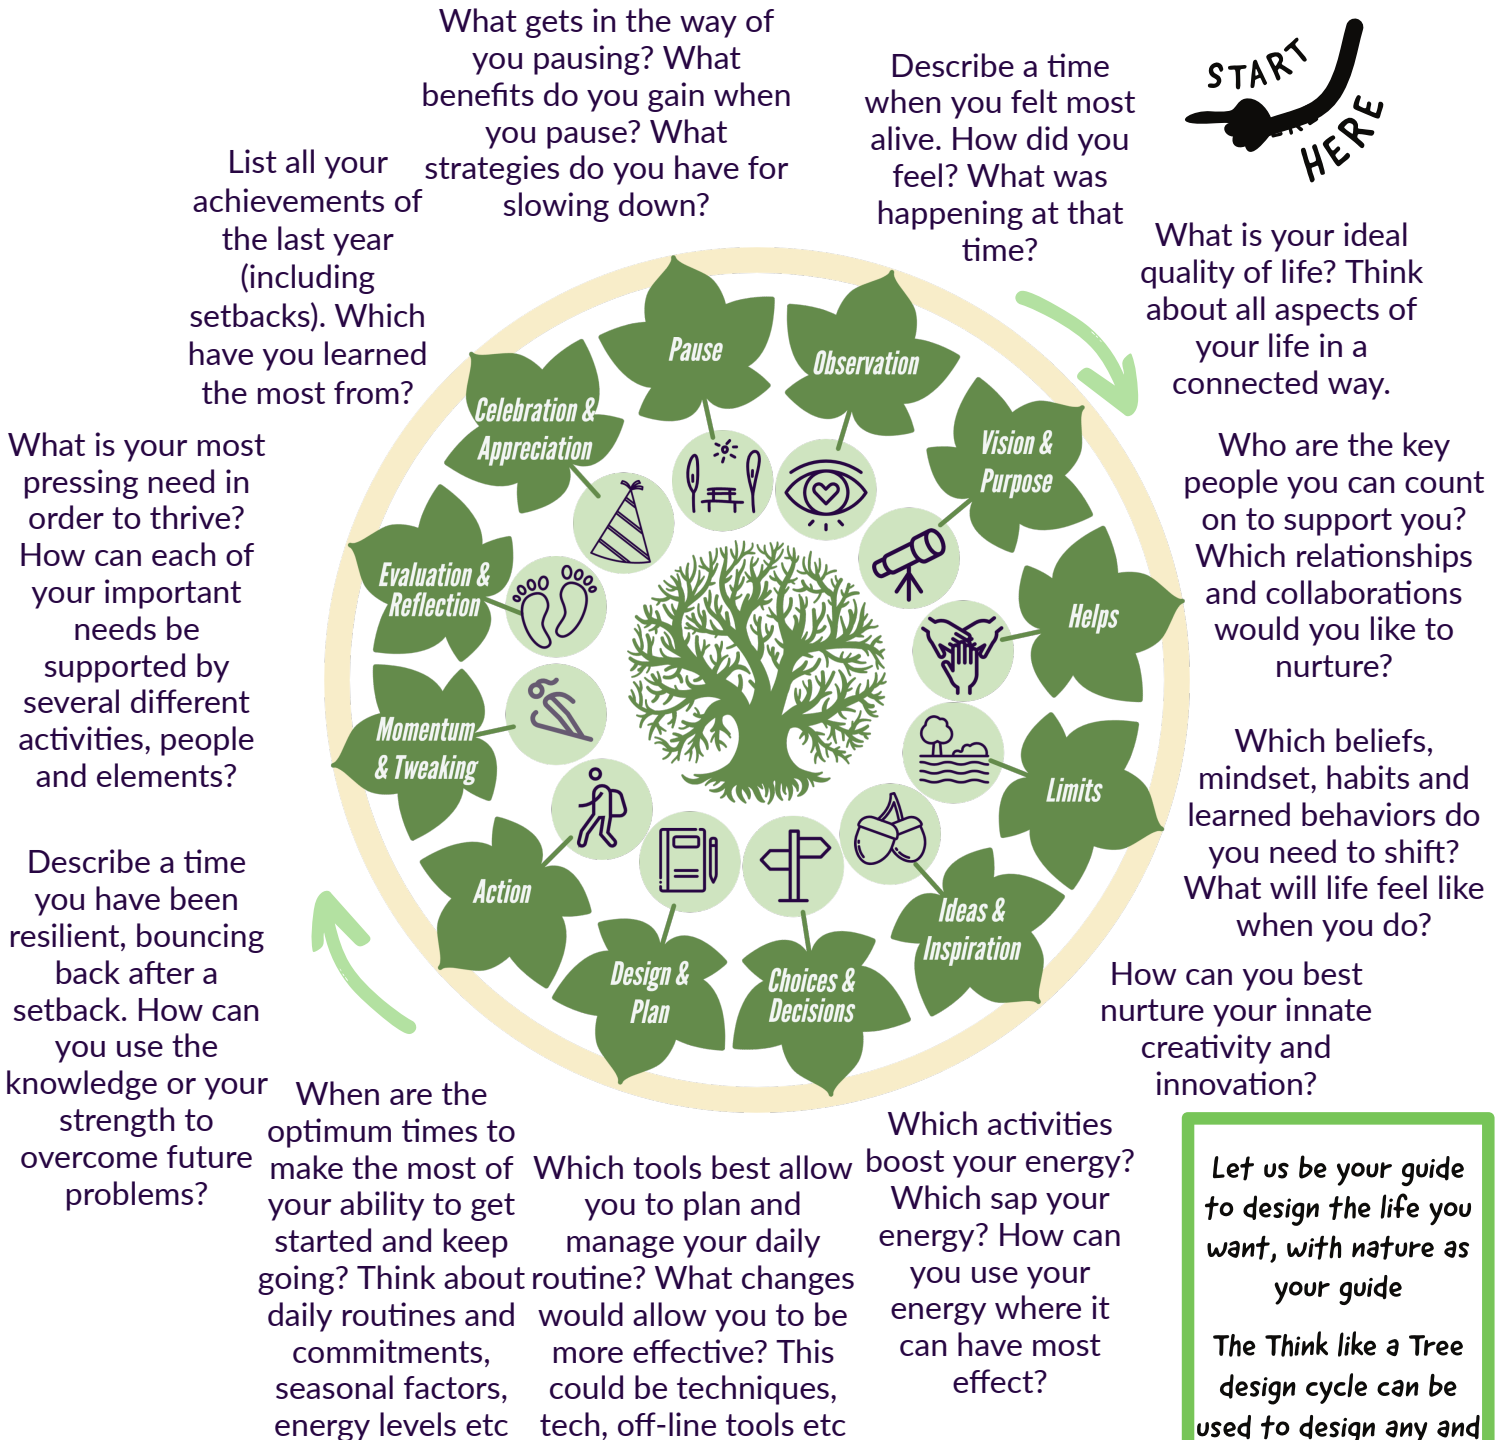 START
HERE
Describe a time
when you felt most
alive. How did you
feel? What was
happening at that
time?
What is your ideal
quality of life? Think
about all aspects of
your life in a
connected way.
Who are the key
people you can count
on to support you?
Which relationships
and collaborations
would you like to
nurture?
Which beliefs,
mindset, habits and
learned behaviors do
you need to shift?
What will life feel like
when you do?
How can you best
nurture your innate
creativity and
innovation?
Which activities
boost your energy?
Which sap your
energy? How can
you use your
energy where it
can have most
effect?
Which tools best allow
you to plan and
manage your daily
routine? What changes
would allow you to be
more effective? This
could be techniques,
tech, off-line tools etc
When are the
optimum times to
make the most of
your ability to get
started and keep
going? Think about
daily routines and
commitments,
seasonal factors,
energy levels etc
Describe a time
you have been
resilient, bouncing
back after a
setback. How can
you use the
knowledge or your
strength to
overcome future
problems?
What is your most
pressing need in
order to thrive?
How can each of
your important
needs be
supported by
several different
activities, people
and elements?
List all your
achievements of
the last year
(including
setbacks). Which
have you learned
the most from?
What gets in the way of
you pausing? What
benefits do you gain when
you pause? What
strategies do you have for
slowing down?
Observation
Vision &
Purpose
Helps
Limits
Ideas &
Inspiration
Choices &
Decisions
Design &
Plan
Action
Momentum
& Tweaking
Evaluation &
Reflection
Celebration &
Appreciation
Pause
Let us be your guide
to design the life you
want, with nature as
your guide
The Think like a Tree
design cycle can be
used to design any and